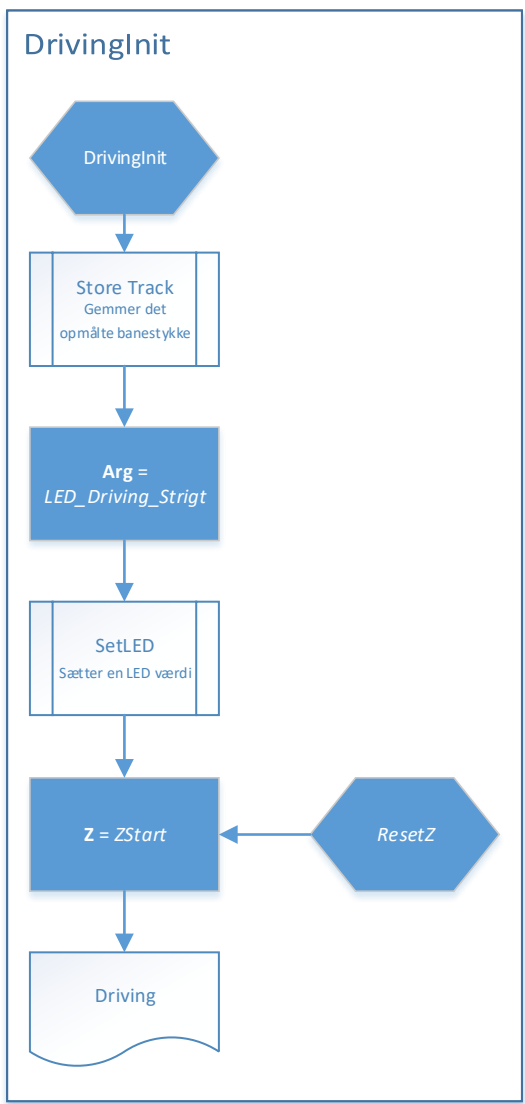 DrivingInit
DrivingInit
Store Track
Gemmer det
opmålte banestykke
Arg =
LED_Driving_Strigt
SetLED
Sætter en LED værdi
Z = ZStart
ResetZ
Driving